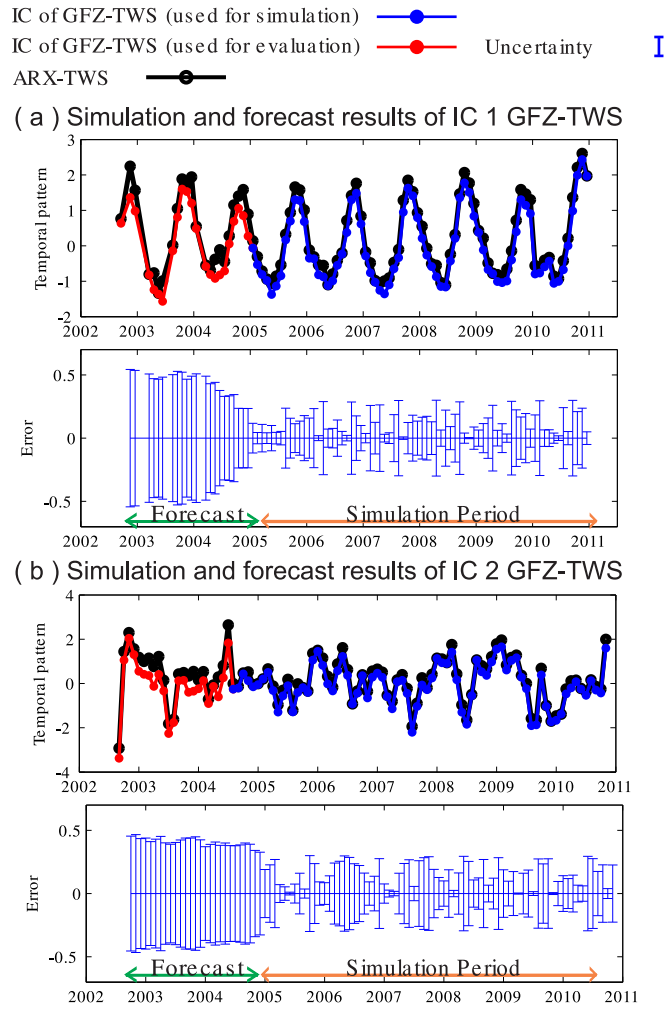 IC of GFZ-TWS (used for simulation)
IC of GFZ-TWS (used for evaluation) Uncertainty
ARX-TWS
( a ) Simulation and forecast results of IC 1 GFZ-TWS
Temporal pattern
3
2
1
0
-1
-2
2002 2003 2004 2005 2006 2007 2008 2009 2010 2011
Error
0.5
0
-0.5
Forecast Simulation Period
2002 2003 2004 2005 2006 2007 2008 2009 2010 2011
( b ) Simulation and forecast results of IC 2 GFZ-TWS
Temporal pattern
4
2
0
-2
-4
2002 2003 2004 2005 2006 2007 2008 2009 2010 2011
Error
0.5
0
-0.5
Forecast Simulation Period
2002 2003 2004 2005 2006 2007 2008 2009 2010 2011